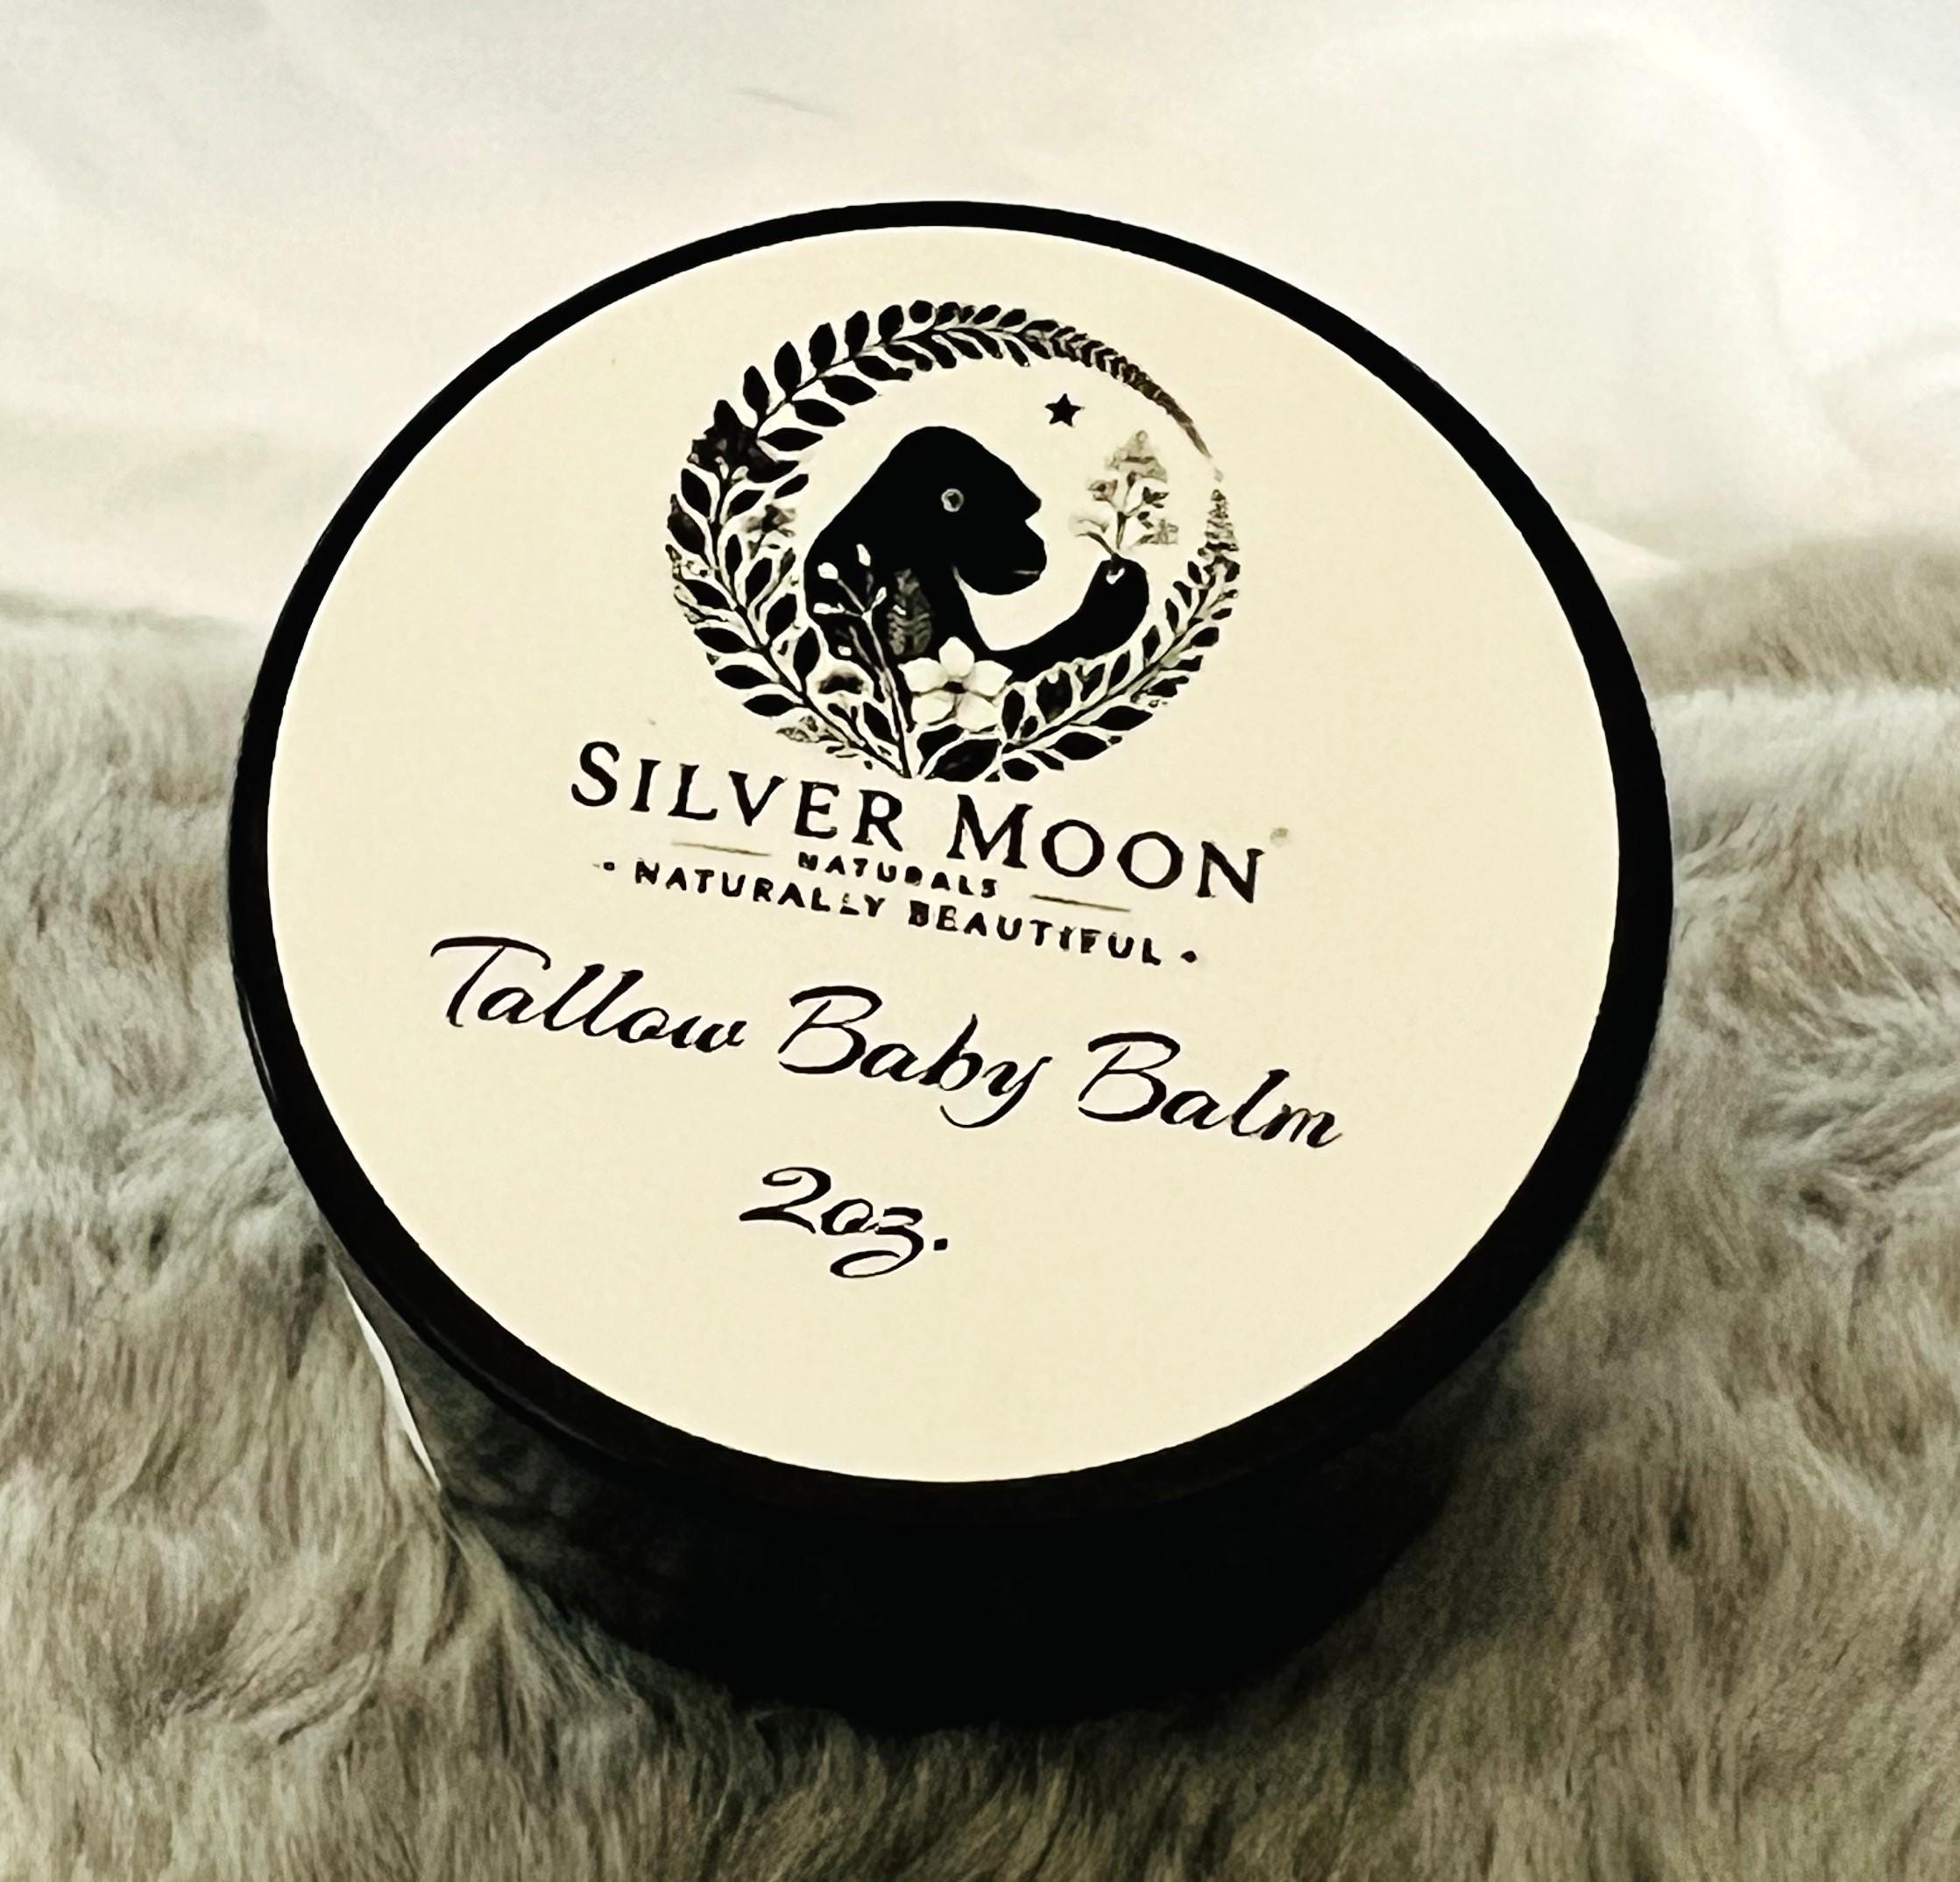 SILVER MOON
NATURALS
• NATURALLY BEAUTIFUL •
Tallow Baby Balm
2oz.